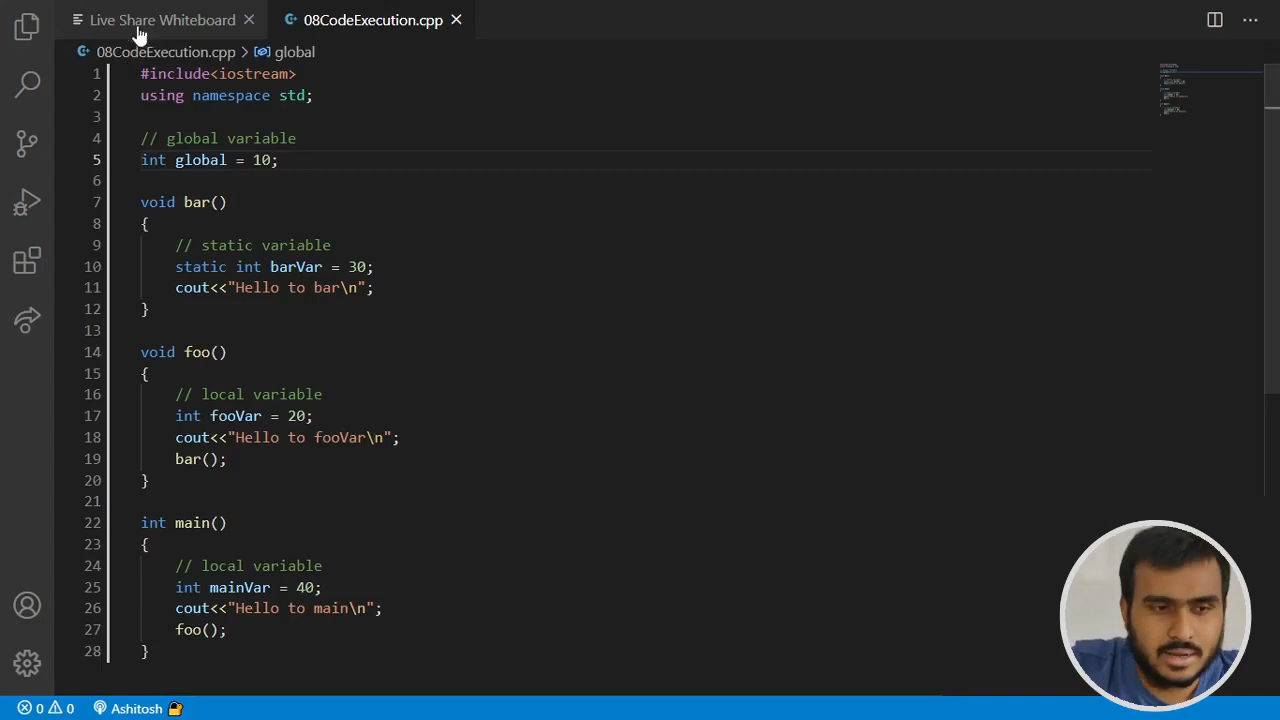 Live Share Whiteboard
08CodeExecution.cpp
08CodeExecution.cpp > global
1 #include<iostream>
2 using namespace std;
3
4 // global variable
5 int global = 10;
6
7 void bar()
8 {
9 // static variable
10 static int barVar = 30;
11 cout<<"Hello to bar\n";
12 }
13
14 void foo()
15 {
16 // local variable
17 int fooVar = 20;
18 cout<<"Hello to fooVar\n";
19 bar();
20 }
21
22 int main()
23 {
24 // local variable
25 int mainVar = 40;
26 cout<<"Hello to main\n";
27 foo();
28 }
0 0 Ashitosh